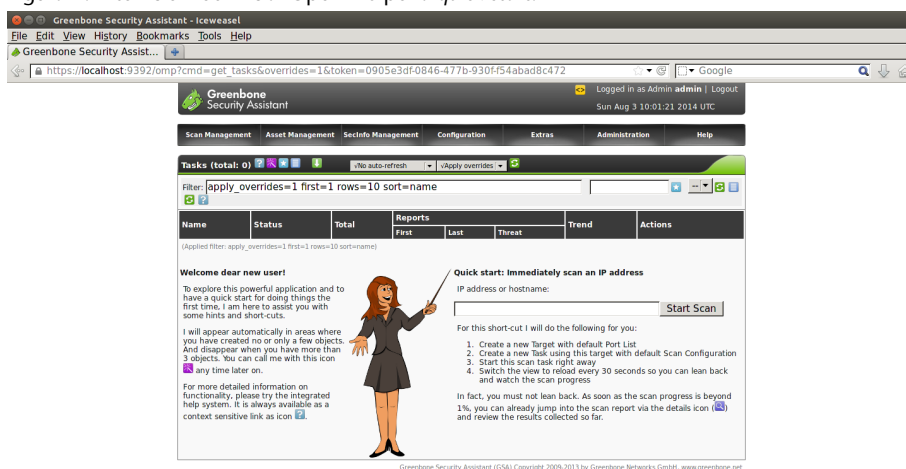 Greenbone Security Assistant - Iceweasel
File Edit View History Bookmarks Tools Help
Greenbone Security Assist...
https://localhost:9392/omp?cmd=get_tasks&overrides=1&token=0905e3df-0846-477b-930f-f54abad8c472
Google
Greenbone
Security Assistant
Logged in as Admin admin | Logout
Sun Aug 3 10:01:21 2014 UTC
Scan Management Asset Management SecInfo Management Configuration Extras Administration Help
Tasks (total: 0) √No auto-refresh √Apply overrides
Filter: apply_overrides=1 first=1 rows=10 sort=name --
Name Status Total Reports Trend Actions
First Last Threat
(Applied filter: apply_overrides=1 first=1 rows=10 sort=name)
Welcome dear new user!
To explore this powerful application and to
have a quick start for doing things the
first time, I am here to assist you with
some hints and short-cuts.
I will appear automatically in areas where
you have created no or only a few objects.
And disappear when you have more than
3 objects. You can call me with this icon
any time later on.
For more detailed information on
functionality, please try the integrated
help system. It is always available as a
context sensitive link as icon ?.
Quick start: Immediately scan an IP address
IP address or hostname:
Start Scan
For this short-cut I will do the following for you:
1. Create a new Target with default Port List
2. Create a new Task using this target with default Scan Configuration
3. Start this scan task right away
4. Switch the view to reload every 30 seconds so you can lean back
and watch the scan progress
In fact, you must not lean back. As soon as the scan progress is beyond
1%, you can already jump into the scan report via the details icon ( )
and review the results collected so far.
Greenbone Security Assistant (GSA) Copyright 2009-2013 by Greenbone Networks GmbH, www.greenbone.net